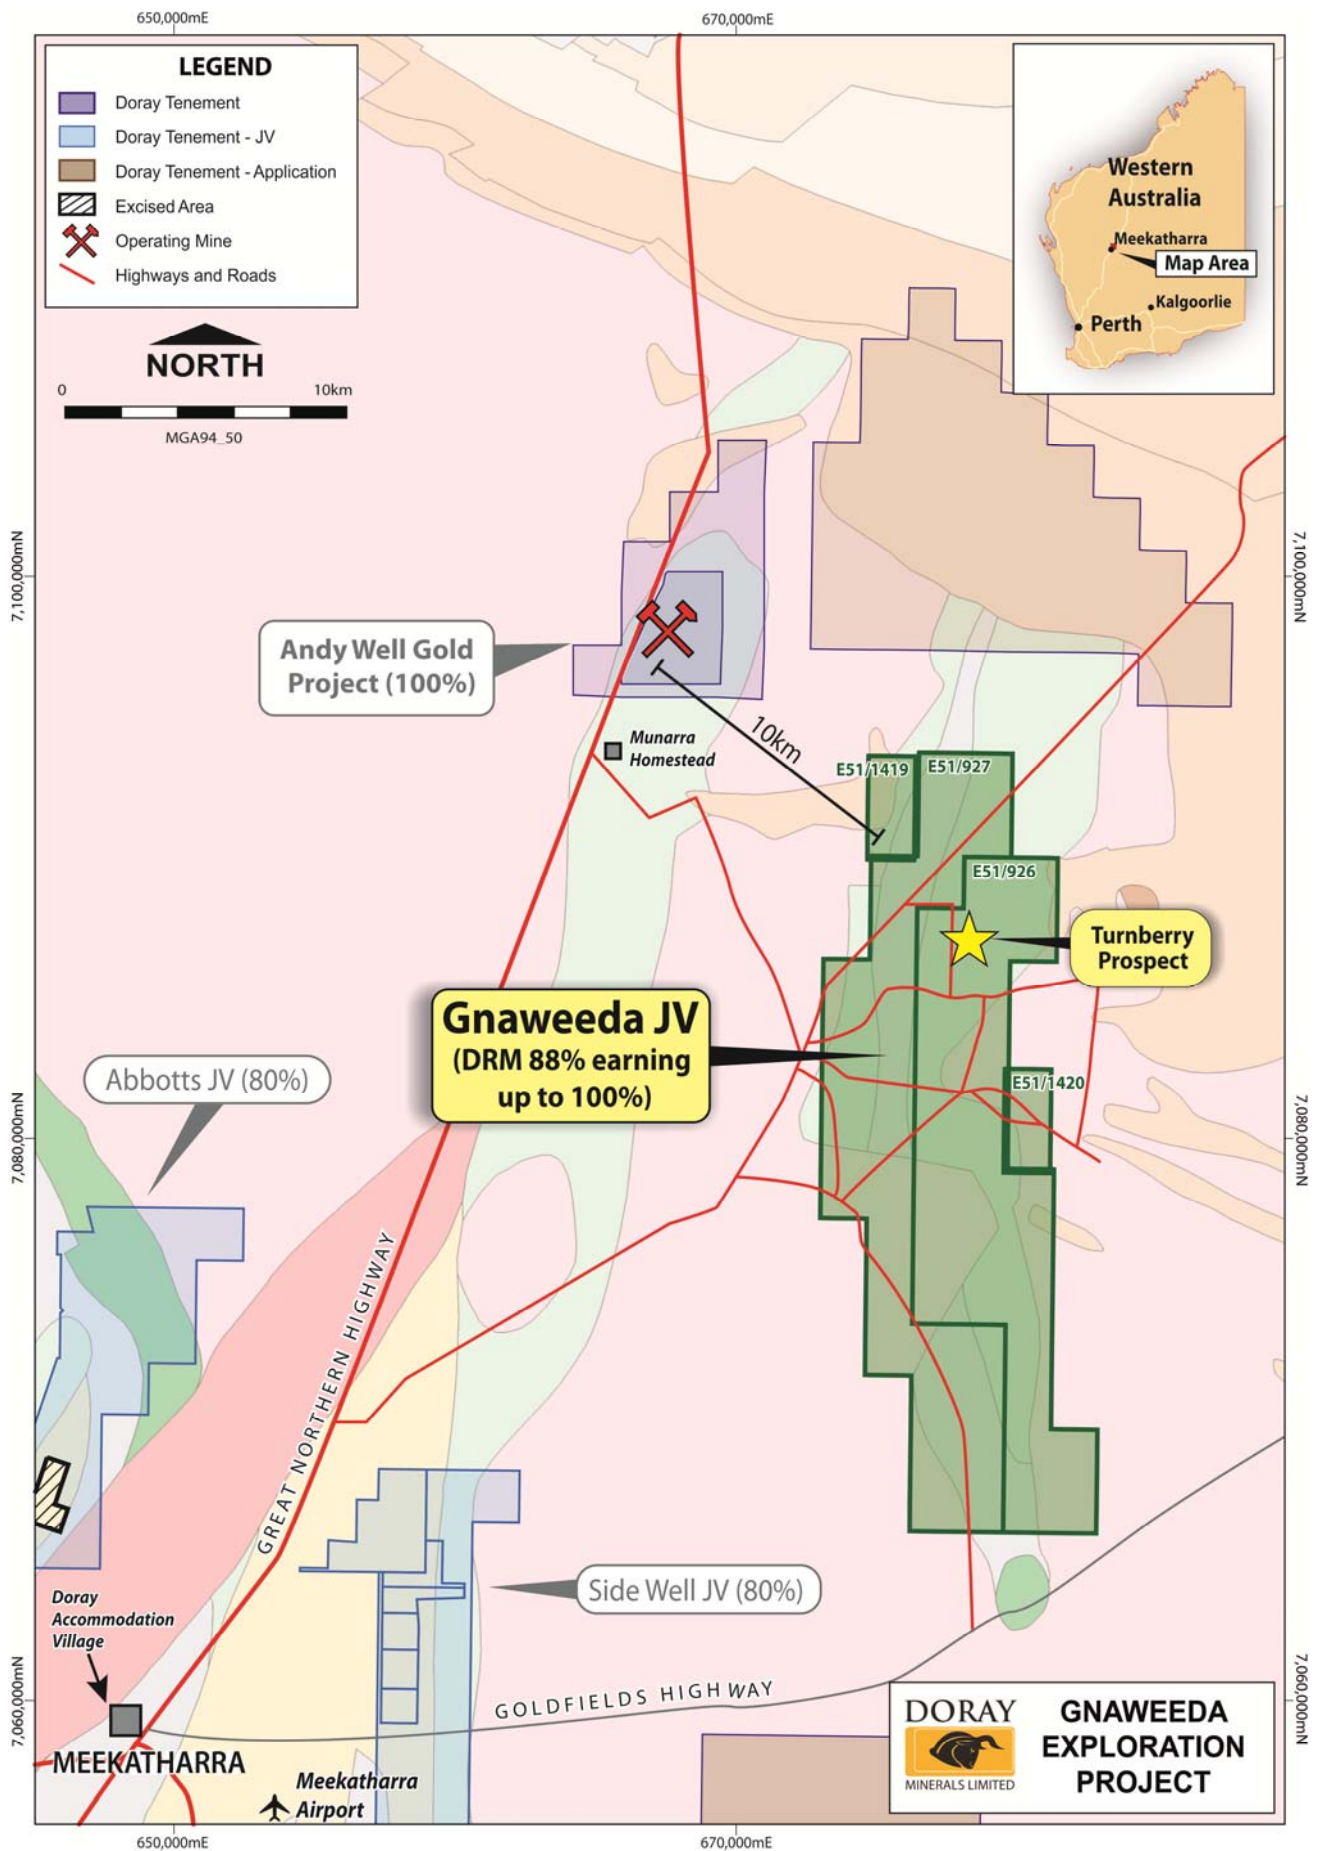 650,000mE
670,000mE
LEGEND
Doray Tenement
Doray Tenement - JV
Doray Tenement - Application
Excised Area
Operating Mine
Highways and Roads
NORTH
0
10km
MGA94_50
Western
Australia
Meekatharra
Map Area
Kalgoorlie
Perth
7,100,000mN
7,100,000mN
Andy Well Gold
Project (100%)
Munarra
Homestead
10km
E51/1419
E51/927
E51/926
Turnberry
Prospect
Gnaweeda JV
(DRM 88% earning
up to 100%)
Abbotts JV (80%)
E51/1420
7,080,000mN
7,080,000mN
GREAT NORTHERN HIGHWAY
Side Well JV (80%)
Doray
Accommodation
Village
GOLDFIELDS HIGHWAY
7,060,000mN
7,060,000mN
MEEKATHARRA
Meekatharra
Airport
DORAY
MINERALS LIMITED
GNAWEEDA
EXPLORATION
PROJECT
650,000mE
670,000mE